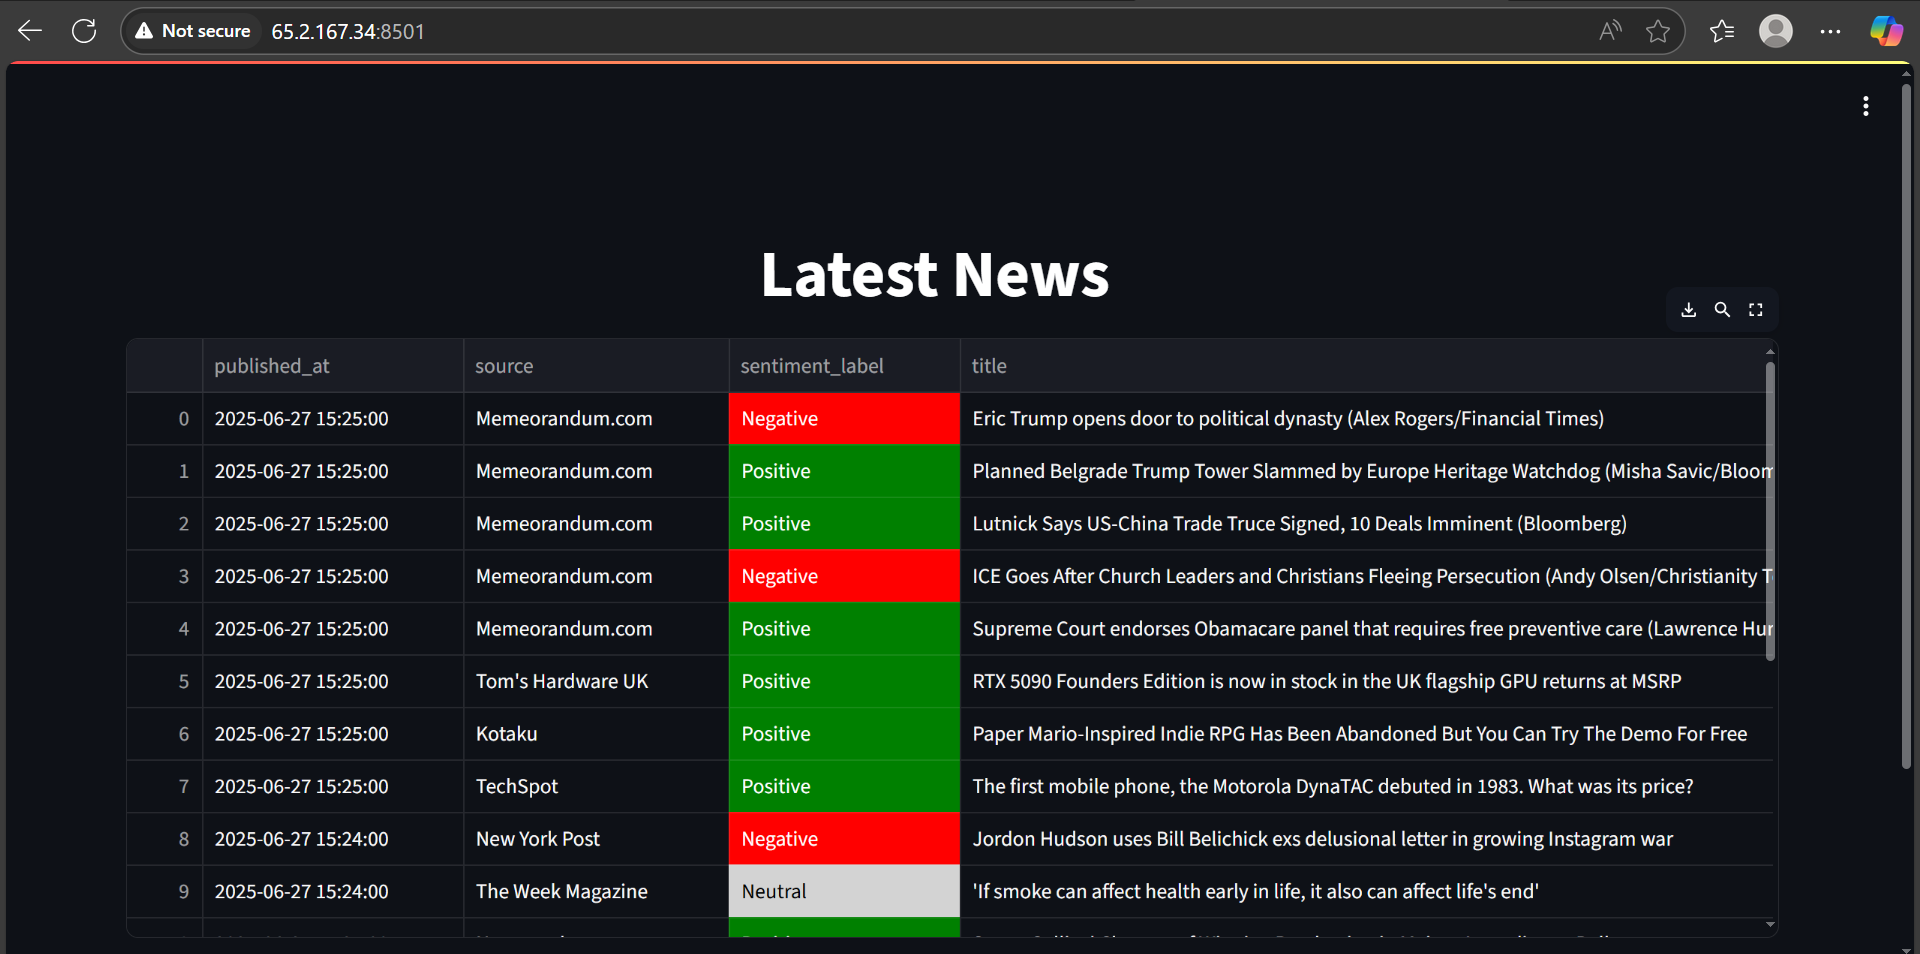 Not secure 65.2.167.34:8501
Latest News
published_at source sentiment_label title
0 2025-06-27 15:25:00 Memeorandum.com Negative Eric Trump opens door to political dynasty (Alex Rogers/Financial Times)
1 2025-06-27 15:25:00 Memeorandum.com Positive Planned Belgrade Trump Tower Slammed by Europe Heritage Watchdog (Misha Savic/Bloom
2 2025-06-27 15:25:00 Memeorandum.com Positive Lutnick Says US-China Trade Truce Signed, 10 Deals Imminent (Bloomberg)
3 2025-06-27 15:25:00 Memeorandum.com Negative ICE Goes After Church Leaders and Christians Fleeing Persecution (Andy Olsen/Christianity T
4 2025-06-27 15:25:00 Memeorandum.com Positive Supreme Court endorses Obamacare panel that requires free preventive care (Lawrence Hur
5 2025-06-27 15:25:00 Tom's Hardware UK Positive RTX 5090 Founders Edition is now in stock in the UK flagship GPU returns at MSRP
6 2025-06-27 15:25:00 Kotaku Positive Paper Mario-Inspired Indie RPG Has Been Abandoned But You Can Try The Demo For Free
7 2025-06-27 15:25:00 TechSpot Positive The first mobile phone, the Motorola DynaTAC debuted in 1983. What was its price?
8 2025-06-27 15:24:00 New York Post Negative Jordon Hudson uses Bill Belichick exs delusional letter in growing Instagram war
9 2025-06-27 15:24:00 The Week Magazine Neutral 'If smoke can affect health early in life, it also can affect life's end'